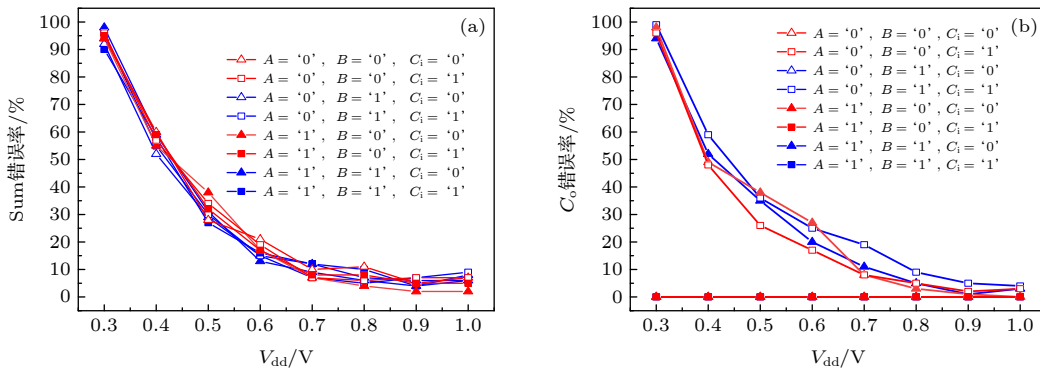 (a)
Sum错误率/%
100
90
80
70
60
50
40
30
20
10
0
A = ‘0’, B = ‘0’, Ci = ‘0’
A = ‘0’, B = ‘0’, Ci = ‘1’
A = ‘0’, B = ‘1’, Ci = ‘0’
A = ‘0’, B = ‘1’, Ci = ‘1’
A = ‘1’, B = ‘0’, Ci = ‘0’
A = ‘1’, B = ‘0’, Ci = ‘1’
A = ‘1’, B = ‘1’, Ci = ‘0’
A = ‘1’, B = ‘1’, Ci = ‘1’
0.3 0.4 0.5 0.6 0.7 0.8 0.9 1.0
Vdd/V
(b)
Co错误率/%
100
90
80
70
60
50
40
30
20
10
0
A = ‘0’, B = ‘0’, Ci = ‘0’
A = ‘0’, B = ‘0’, Ci = ‘1’
A = ‘0’, B = ‘1’, Ci = ‘0’
A = ‘0’, B = ‘1’, Ci = ‘1’
A = ‘1’, B = ‘0’, Ci = ‘0’
A = ‘1’, B = ‘0’, Ci = ‘1’
A = ‘1’, B = ‘1’, Ci = ‘0’
A = ‘1’, B = ‘1’, Ci = ‘1’
0.3 0.4 0.5 0.6 0.7 0.8 0.9 1.0
Vdd/V